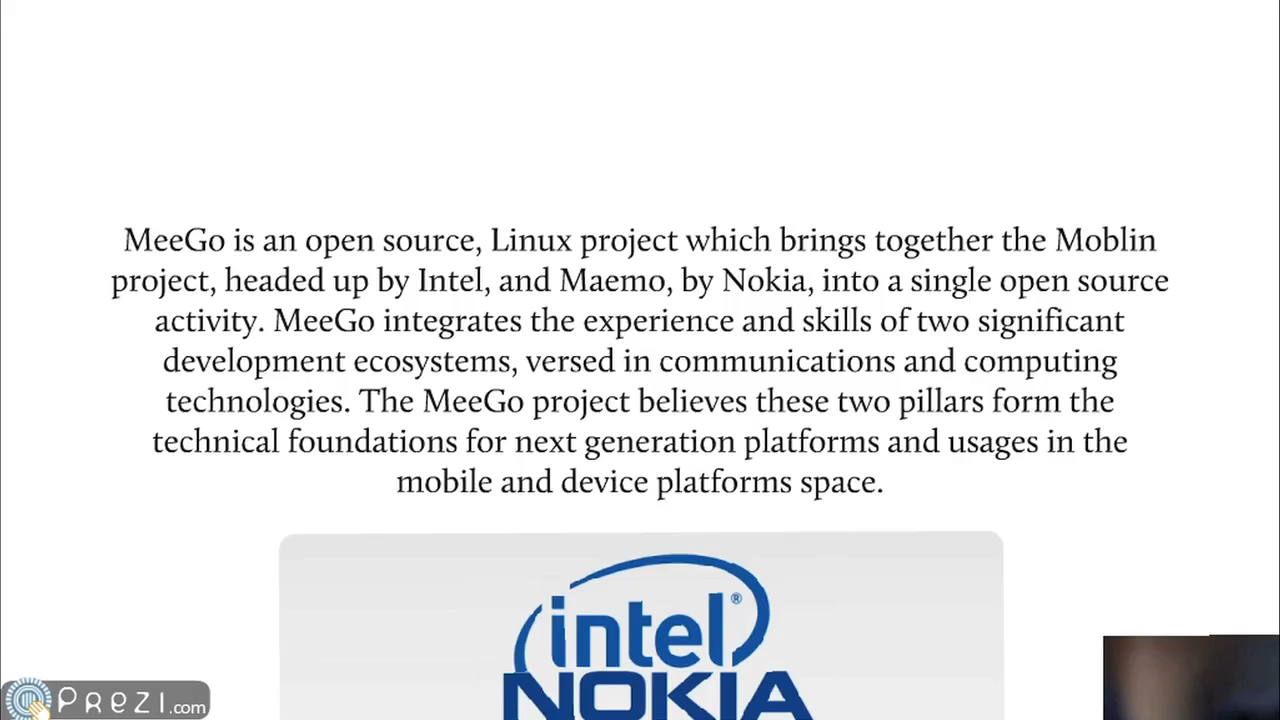 MeeGo is an open source, Linux project which brings together the Moblin
project, headed up by Intel, and Maemo, by Nokia, into a single open source
activity. MeeGo integrates the experience and skills of two significant
development ecosystems, versed in communications and computing
technologies. The MeeGo project believes these two pillars form the
technical foundations for next generation platforms and usages in the
mobile and device platforms space.
intel®
NOKIA
PREZI.com